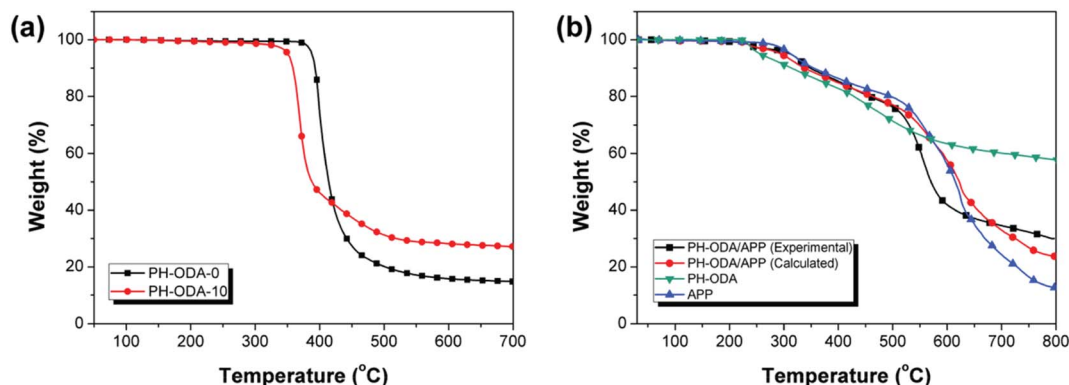 (a)
100
80
60
40
20
0
Weight (%)
PH-ODA-0
PH-ODA-10
100 200 300 400 500 600 700
Temperature (°C)
(b)
100
80
60
40
20
0
Weight (%)
PH-ODA/APP (Experimental)
PH-ODA/APP (Calculated)
PH-ODA
APP
100 200 300 400 500 600 700 800
Temperature (°C)